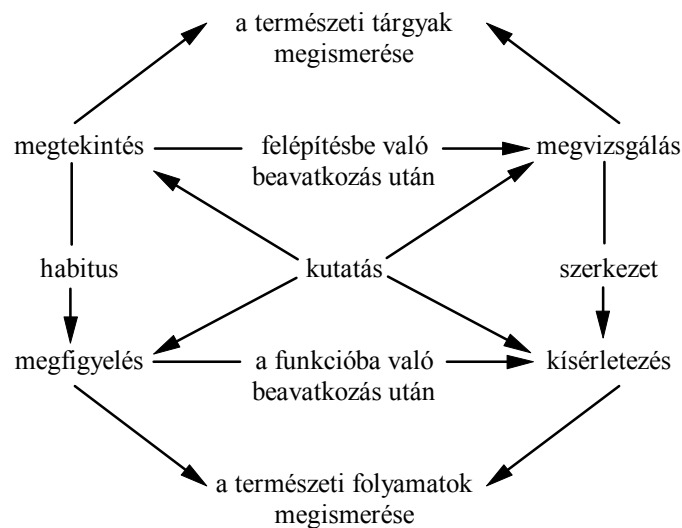 a természeti tárgyak
megismerése
megtekintés
felépítésbe való
beavatkozás után
megvizsgálás
habitus
kutatás
szerkezet
megfigyelés
a funkcióba való
beavatkozás után
kísérletezés
a természeti folyamatok
megismerése